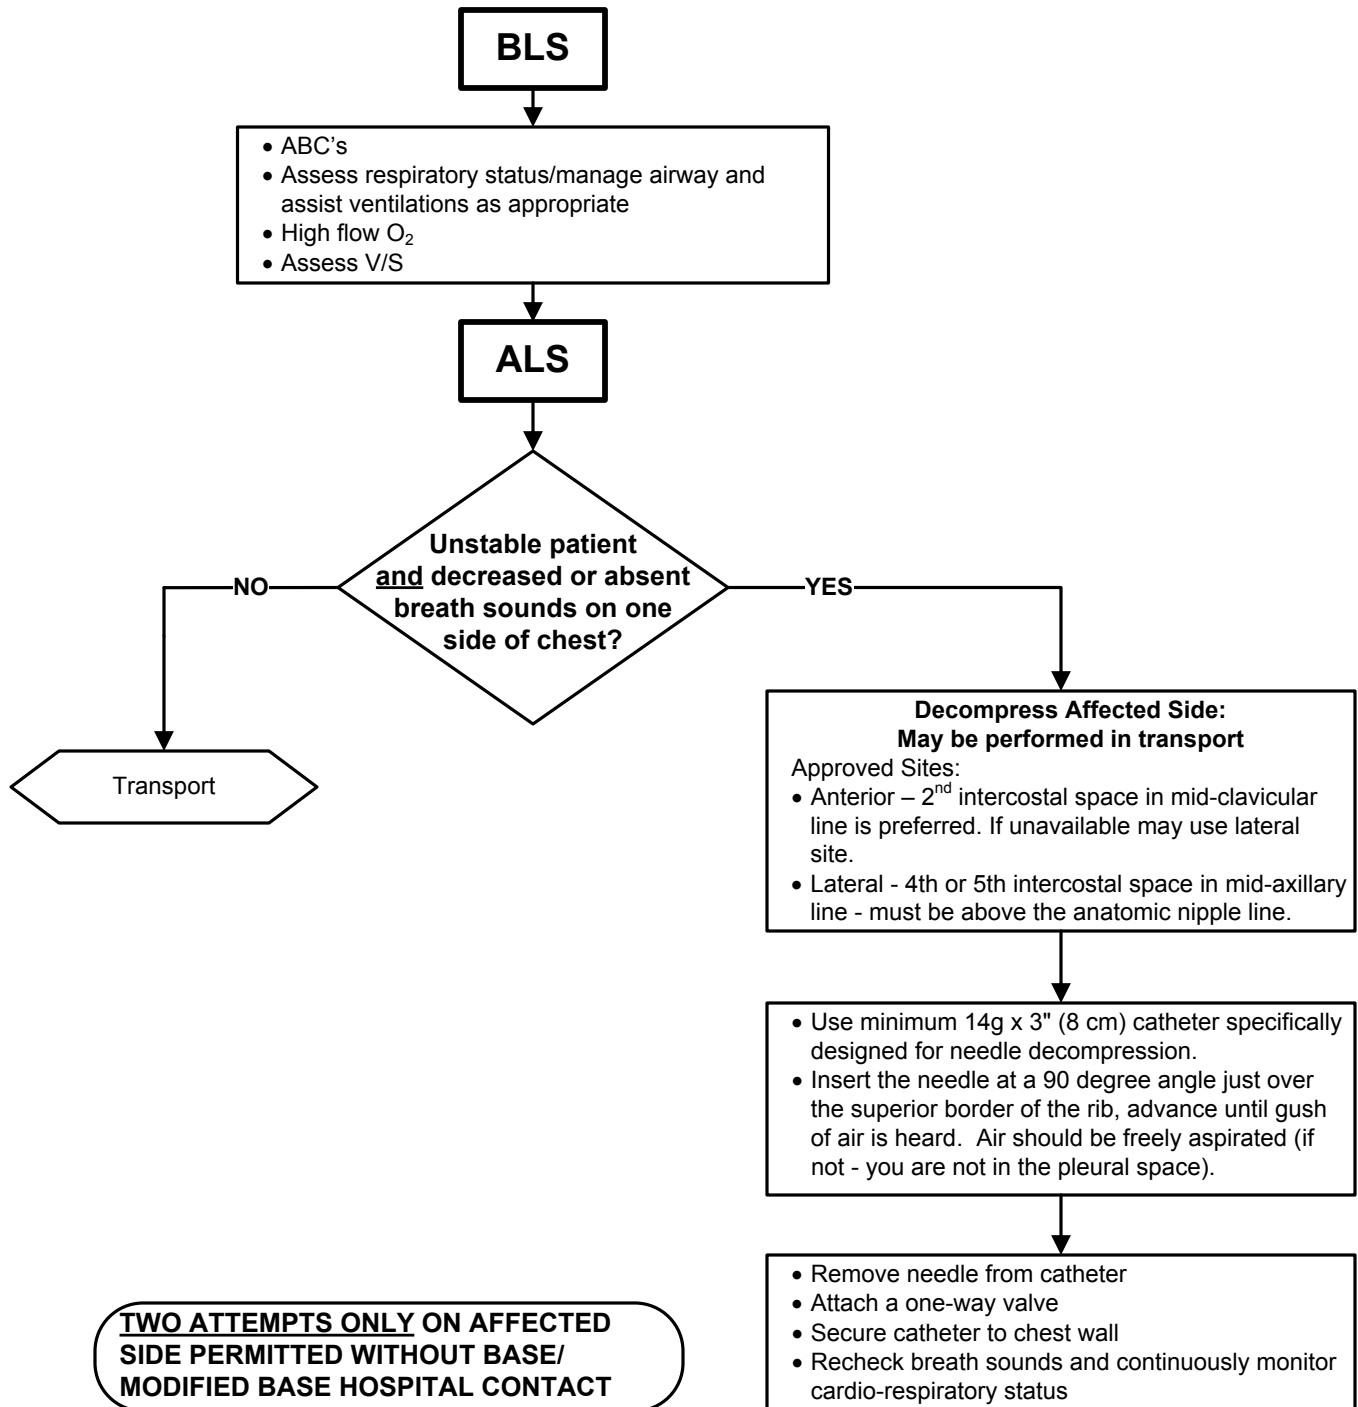 BLS
• ABC’s
• Assess respiratory status/manage airway and
assist ventilations as appropriate
• High flow O₂
• Assess V/S
ALS
Unstable patient
and decreased or absent
breath sounds on one
side of chest?
NO
YES
Transport
Decompress Affected Side:
May be performed in transport
Approved Sites:
• Anterior – 2ⁿᵈ intercostal space in mid-clavicular
line is preferred. If unavailable may use lateral
site.
• Lateral - 4th or 5th intercostal space in mid-axillary
line - must be above the anatomic nipple line.
• Use minimum 14g x 3" (8 cm) catheter specifically
designed for needle decompression.
• Insert the needle at a 90 degree angle just over
the superior border of the rib, advance until gush
of air is heard.  Air should be freely aspirated (if
not - you are not in the pleural space).
• Remove needle from catheter
• Attach a one-way valve
• Secure catheter to chest wall
• Recheck breath sounds and continuously monitor
cardio-respiratory status
TWO ATTEMPTS ONLY ON AFFECTED
SIDE PERMITTED WITHOUT BASE/
MODIFIED BASE HOSPITAL CONTACT